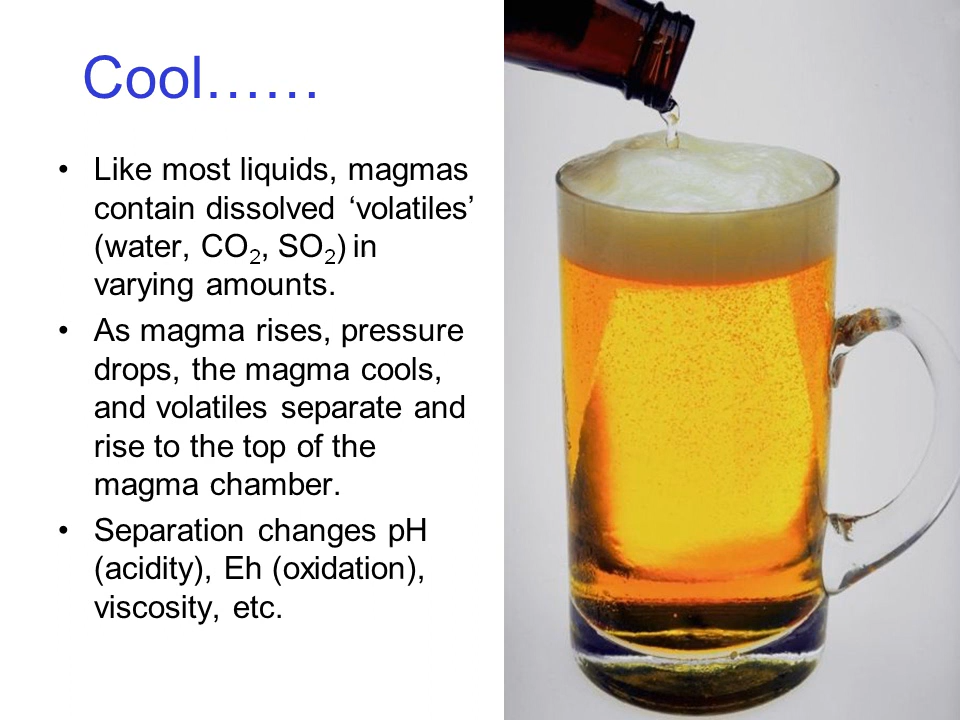 Cool……
• Like most liquids, magmas
contain dissolved ‘volatiles’
(water, CO₂, SO₂) in
varying amounts.
• As magma rises, pressure
drops, the magma cools,
and volatiles separate and
rise to the top of the
magma chamber.
• Separation changes pH
(acidity), Eh (oxidation),
viscosity, etc.